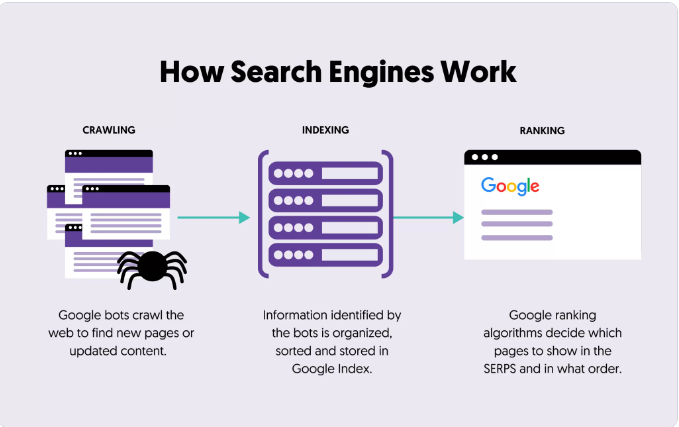 How Search Engines Work
CRAWLING
INDEXING
RANKING
Google
Google bots crawl the
web to find new pages or
updated content.
Information identified by
the bots is organized,
sorted and stored in
Google Index.
Google ranking
algorithms decide which
pages to show in the
SERPS and in what order.